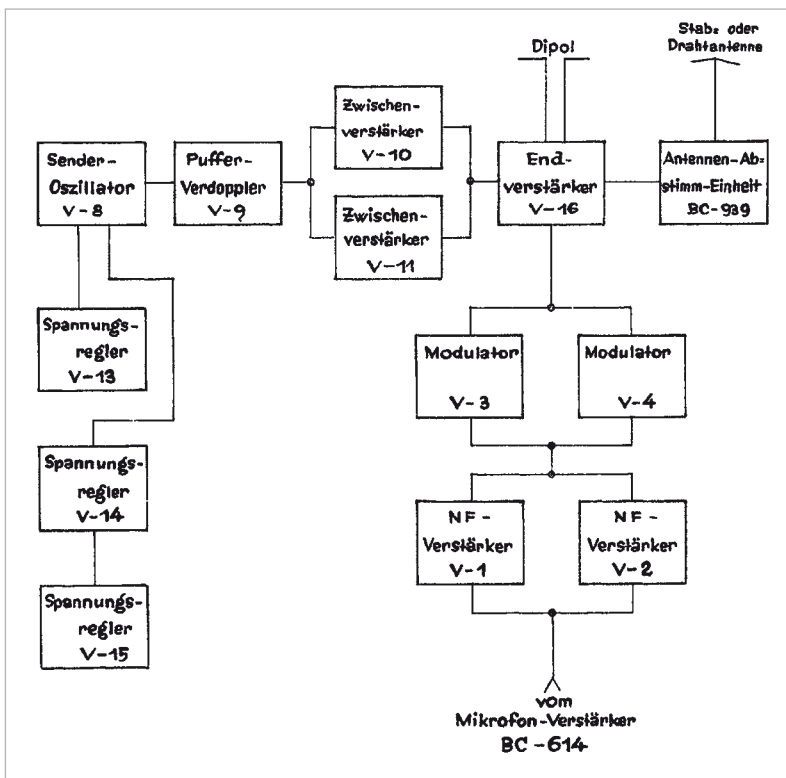 Stab- oder
Drahtantenne
Dipol
Zwischen-
verstärker
V-10
Sender-
Oszillator
V-8
Puffer-
Verdoppler
V-9
End-
verstärker
V-16
Antennen-Ab=
stimm-Einheit
BC-939
Zwischen-
verstärker
V-11
Spannungs-
regler
V-13
Modulator
V-3
Modulator
V-4
Spannungs-
regler
V-14
NF-
Verstärker
V-1
NF-
Verstärker
V-2
Spannungs-
regler
V-15
vom
Mikrofon-Verstärker
BC-614